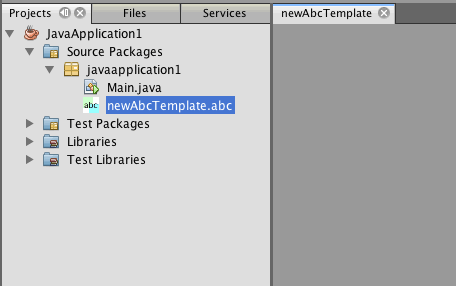 Projects Files Services newAbcTemplate
JavaApplication1
Source Packages
javaapplication1
Main.java
abc newAbcTemplate.abc
Test Packages
Libraries
Test Libraries